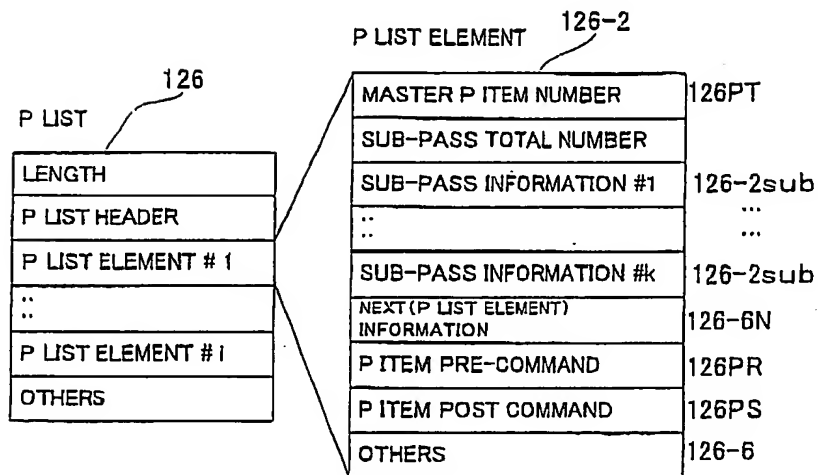 P LIST
126
LENGTH
P LIST HEADER
P LIST ELEMENT # 1
::
P LIST ELEMENT # i
OTHERS
P LIST ELEMENT
126-2
MASTER P ITEM NUMBER 126PT
SUB-PASS TOTAL NUMBER
SUB-PASS INFORMATION #1 126-2sub
:: ...
...
SUB-PASS INFORMATION #k 126-2sub
NEXT(P LIST ELEMENT)
INFORMATION 126-6N
P ITEM PRE-COMMAND 126PR
P ITEM POST COMMAND 126PS
OTHERS 126-6